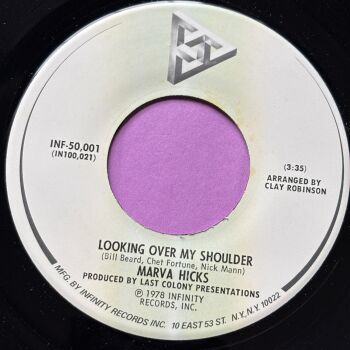 INF-50,001
(IN100,021)
(3:35)
ARRANGED BY
CLAY ROBINSON
LOOKING OVER MY SHOULDER
(Bill Beard, Chet Fortune, Nick Mann)
MARVA HICKS
PRODUCED BY LAST COLONY PRESENTATIONS
℗ 1978 INFINITY
RECORDS, INC.
MFG. BY INFINITY RECORDS INC. 10 EAST 53 ST. N.Y. N.Y. 10022